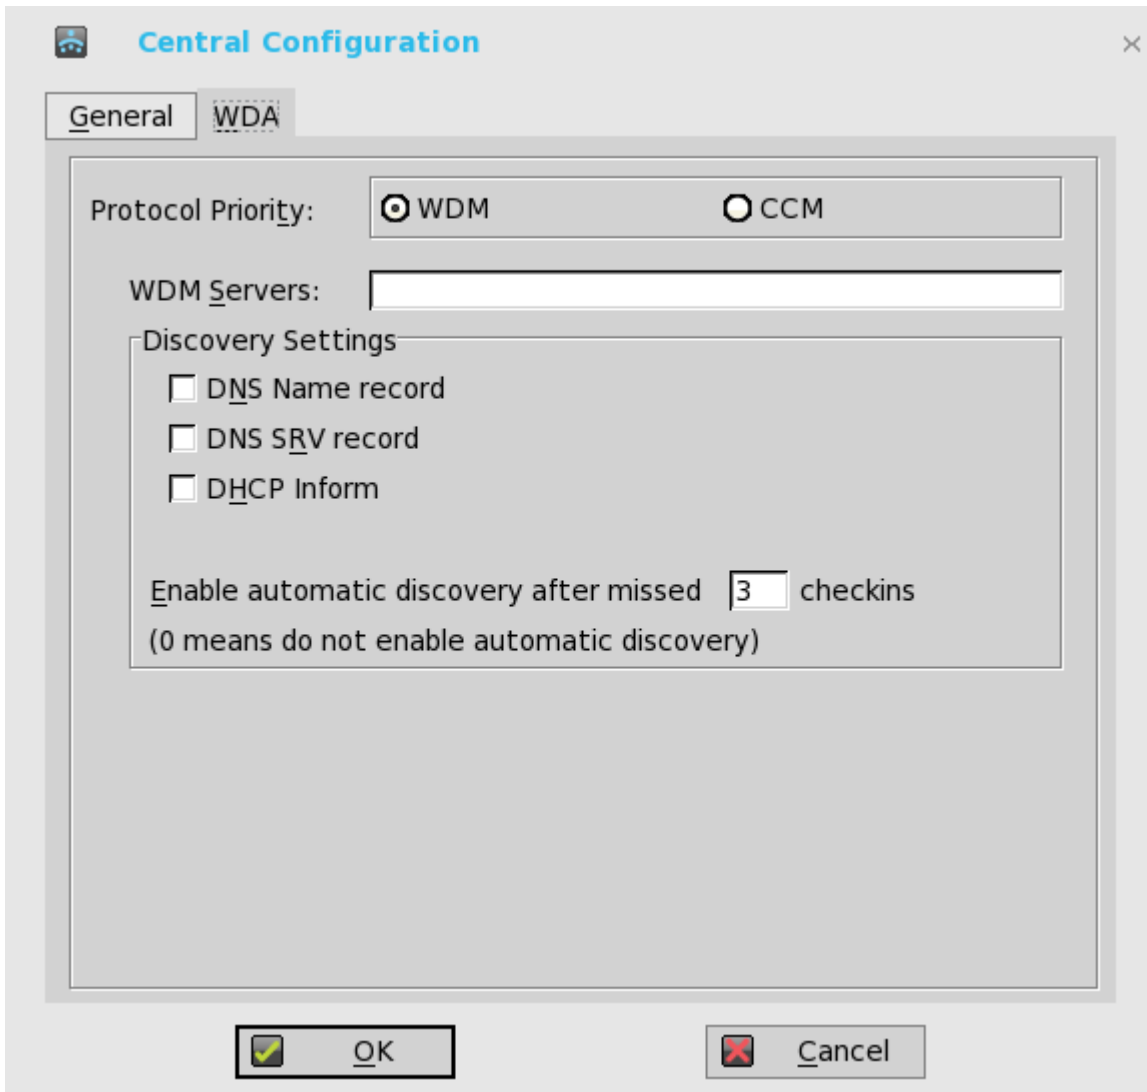 Central Configuration
General WDA
Protocol Priority: WDM CCM
WDM Servers:
Discovery Settings
DNS Name record
DNS SRV record
DHCP Inform
Enable automatic discovery after missed 3 checkins
(0 means do not enable automatic discovery)
OK Cancel